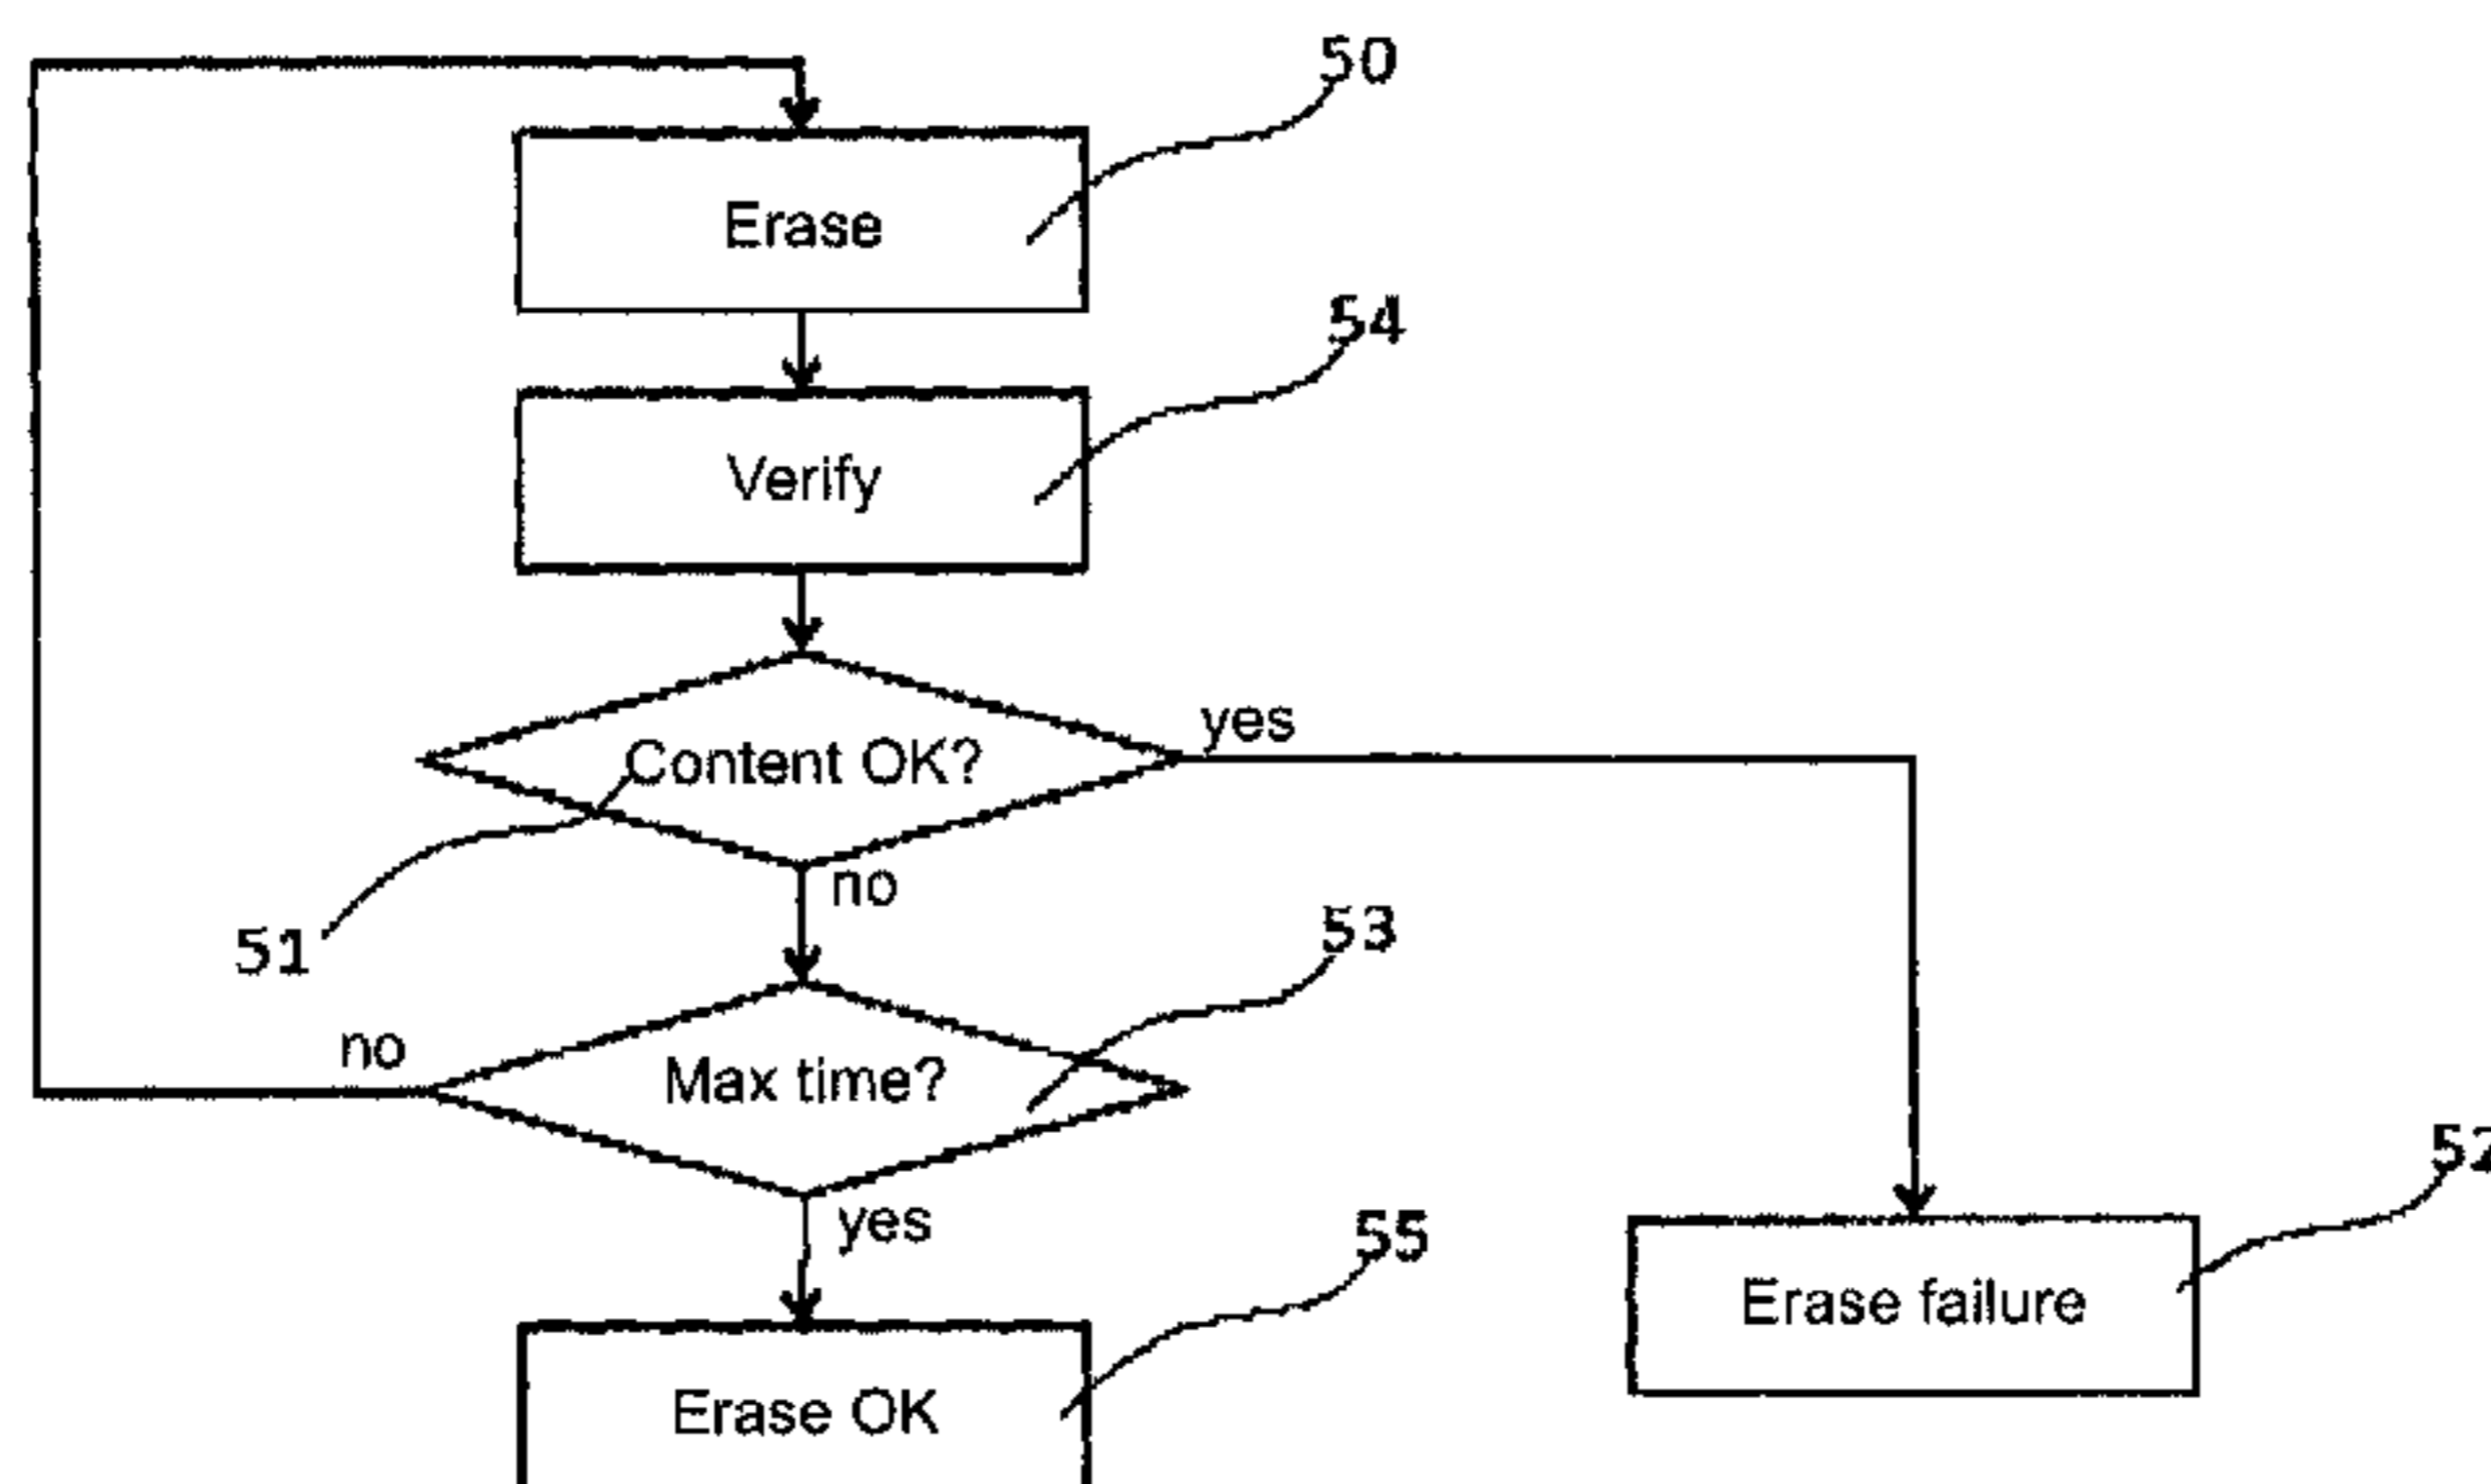 50
Erase
54
Verify
yes
Content OK?
no
51
53
no
Max time?
52
yes
55
Erase failure
Erase OK